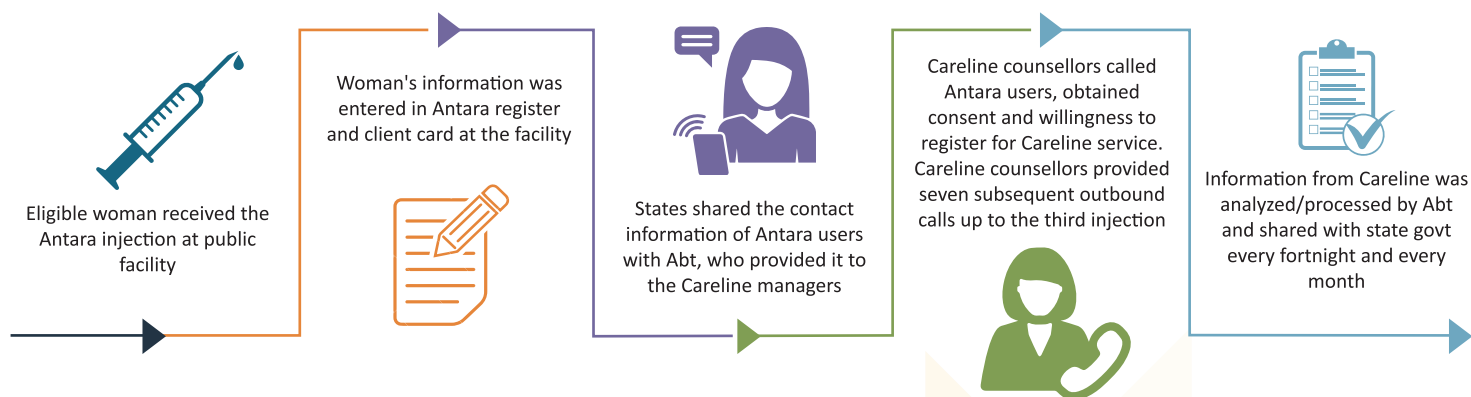 Eligible woman received the
Antara injection at public
facility
Woman's information was
entered in Antara register
and client card at the facility
States shared the contact
information of Antara users
with Abt, who provided it to
the Careline managers
Careline counsellors called
Antara users, obtained
consent and willingness to
register for Careline service.
Careline counsellors provided
seven subsequent outbound
calls up to the third injection
Information from Careline was
analyzed/processed by Abt
and shared with state govt
every fortnight and every
month